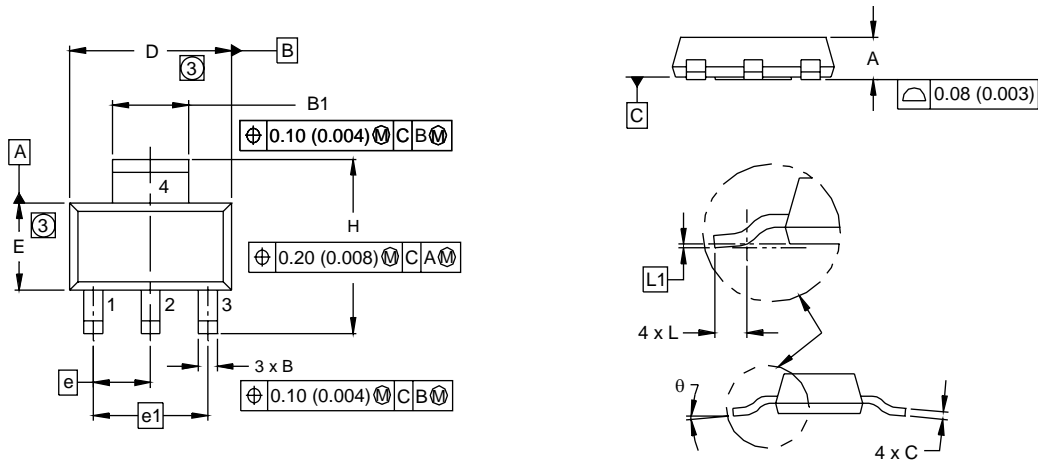 D
B
3
B1
0.10 (0.004) M C B M
A
4
3
E
H
0.20 (0.008) M C A M
1 2 3
3 x B
e
0.10 (0.004) M C B M
e1
A
C
0.08 (0.003)
L1
4 x L
θ
4 x C